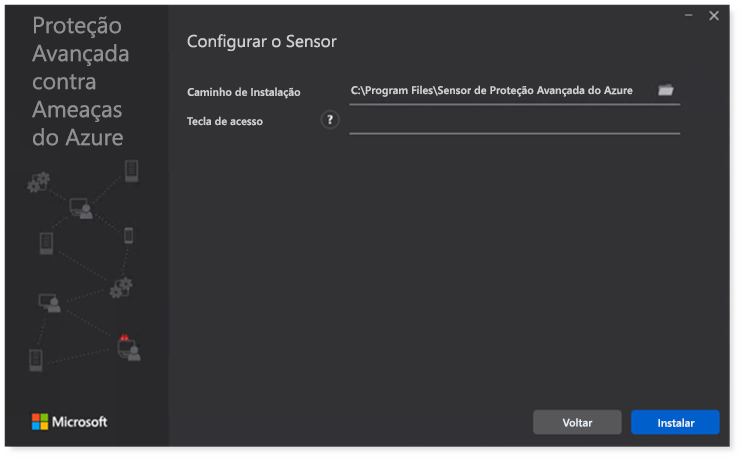 Proteção
Avançada
contra
Ameaças
do Azure
Configurar o Sensor
Caminho de Instalação
C:\Program Files\Sensor de Proteção Avançada do Azure
Tecla de acesso
?
Microsoft
Voltar
Instalar